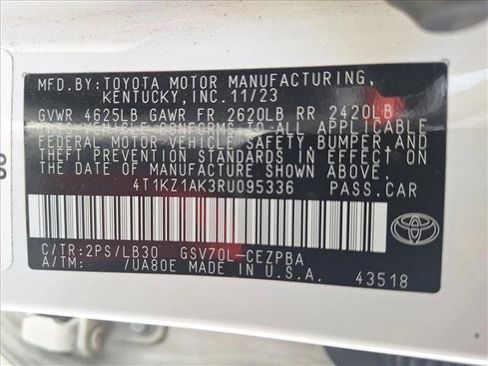 MFD.BY:TOYOTA MOTOR MANUFACTURING,
KENTUCKY,INC.11/23
GVWR 4625LB GAWR FR 2620LB RR 2420LB
THIS VEHICLE CONFORMS TO ALL APPLICABLE
FEDERAL MOTOR VEHICLE SAFETY, BUMPER,
AND THEFT PREVENTION STANDARDS IN EFFECT ON
THE DATE OF MANUFACTURE SHOWN ABOVE.
4T1KZ1AK3RU095336 PASS.CAR
C/TR:2PS/LB30 GSV70L-CEZPBA
A/TM: 7UA80E MADE IN U.S.A.
43518